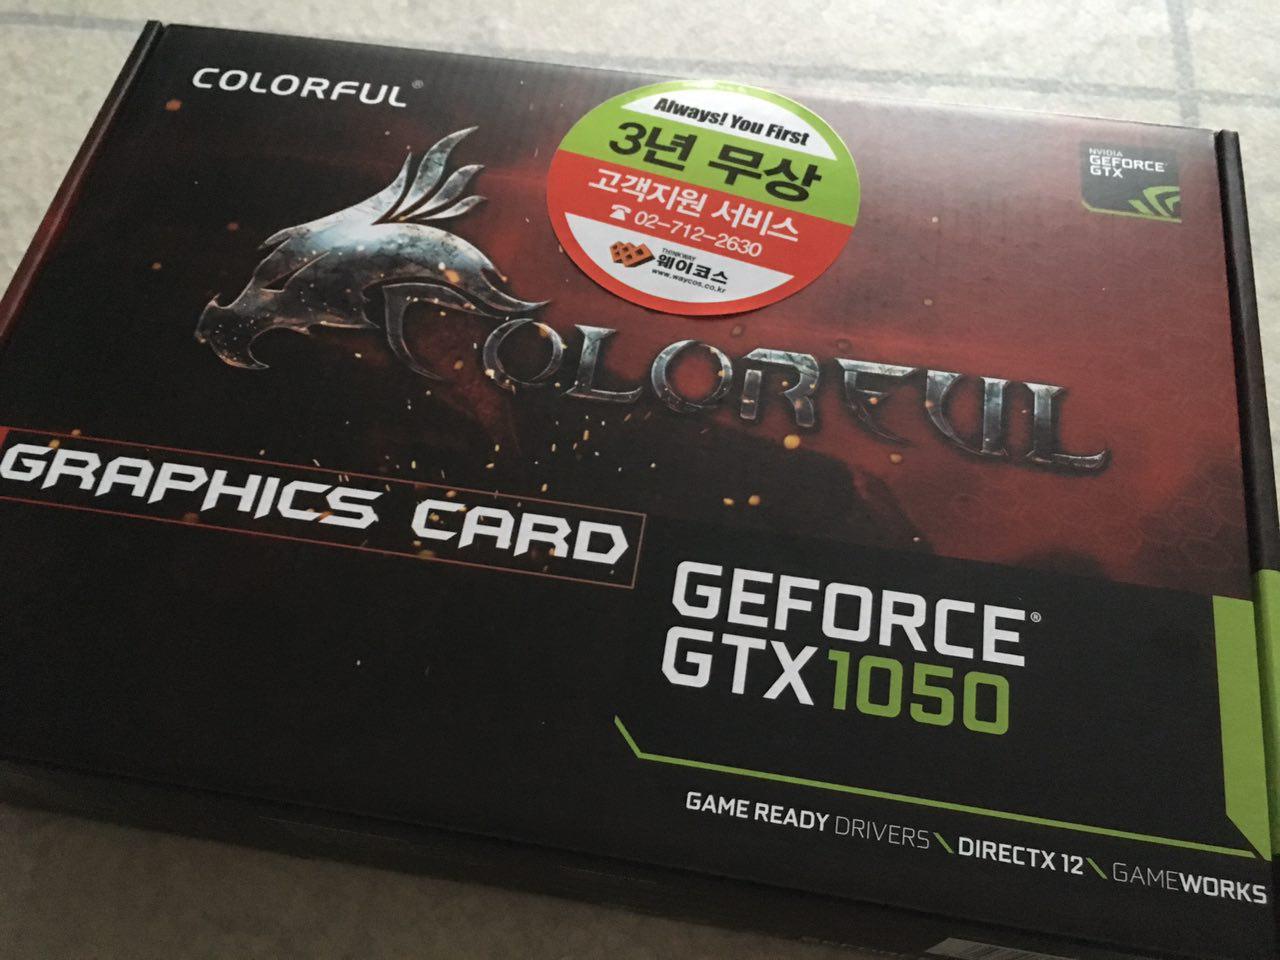 COLORFUL®
Always! You First
3년 무상
고객지원 서비스
☎ 02-712-2630
THINKWAY
웨이코스
www.waycos.co.kr
NVIDIA
GEFORCE
GTX
COLORFUL
GRAPHICS CARD
GEFORCE®
GTX 1050
GAME READY DRIVERS \ DIRECTX 12 \ GAMEWORKS